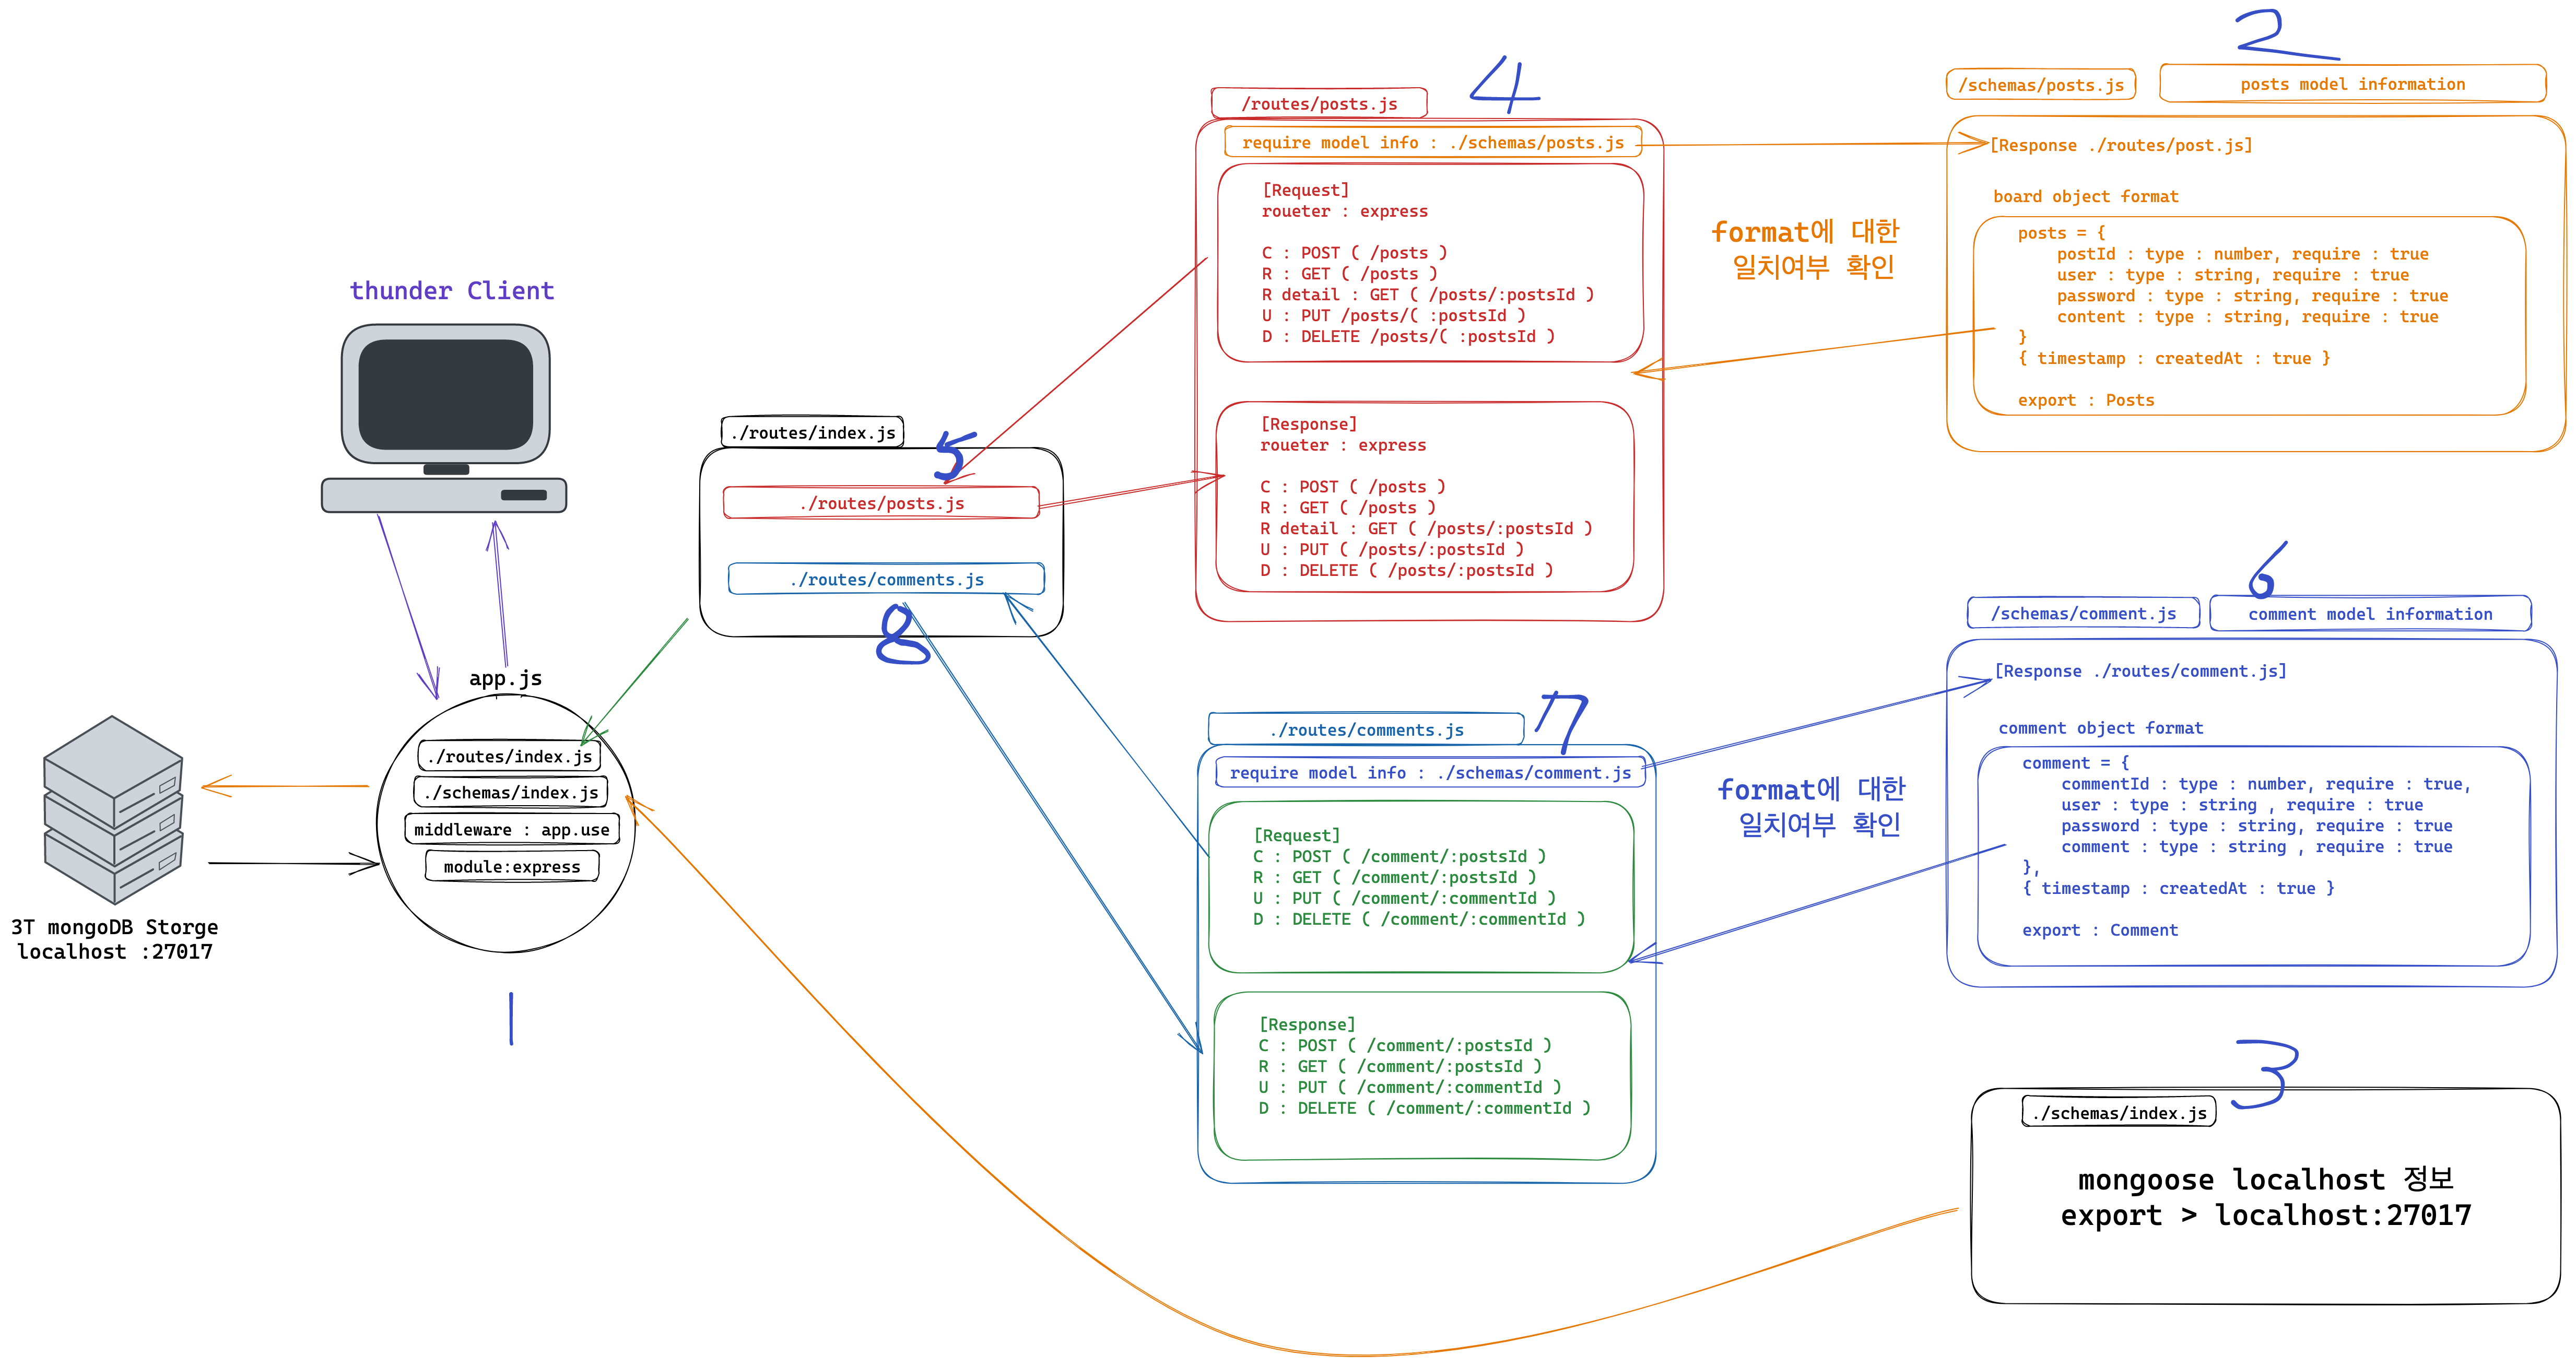 thunder Client
app.js
./routes/index.js
./schemas/index.js
middleware : app.use
module:express
1
3T mongoDB Storge
localhost :27017
./routes/index.js
5
./routes/posts.js
./routes/comments.js
8
/routes/posts.js
4
require model info : ./schemas/posts.js
[Request]
roueter : express
C : POST ( /posts )
R : GET ( /posts )
R detail : GET ( /posts/:postsId )
U : PUT /posts/( :postsId )
D : DELETE /posts/( :postsId )
[Response]
roueter : express
C : POST ( /posts )
R : GET ( /posts )
R detail : GET ( /posts/:postsId )
U : PUT ( /posts/:postsId )
D : DELETE ( /posts/:postsId )
format에 대한
일치여부 확인
2
/schemas/posts.js
posts model information
[Response ./routes/post.js]
board object format
posts = {
postId : type : number, require : true
user : type : string, require : true
password : type : string, require : true
content : type : string, require : true
}
{ timestamp : createdAt : true }
export : Posts
./routes/comments.js
7
require model info : ./schemas/comment.js
[Request]
C : POST ( /comment/:postsId )
R : GET ( /comment/:postsId )
U : PUT ( /comment/:commentId )
D : DELETE ( /comment/:commentId )
[Response]
C : POST ( /comment/:postsId )
R : GET ( /comment/:postsId )
U : PUT ( /comment/:commentId )
D : DELETE ( /comment/:commentId )
format에 대한
일치여부 확인
6
/schemas/comment.js
comment model information
[Response ./routes/comment.js]
comment object format
comment = {
commentId : type : number, require : true,
user : type : string , require : true
password : type : string, require : true
comment : type : string , require : true
},
{ timestamp : createdAt : true }
export : Comment
3
./schemas/index.js
mongoose localhost 정보
export > localhost:27017